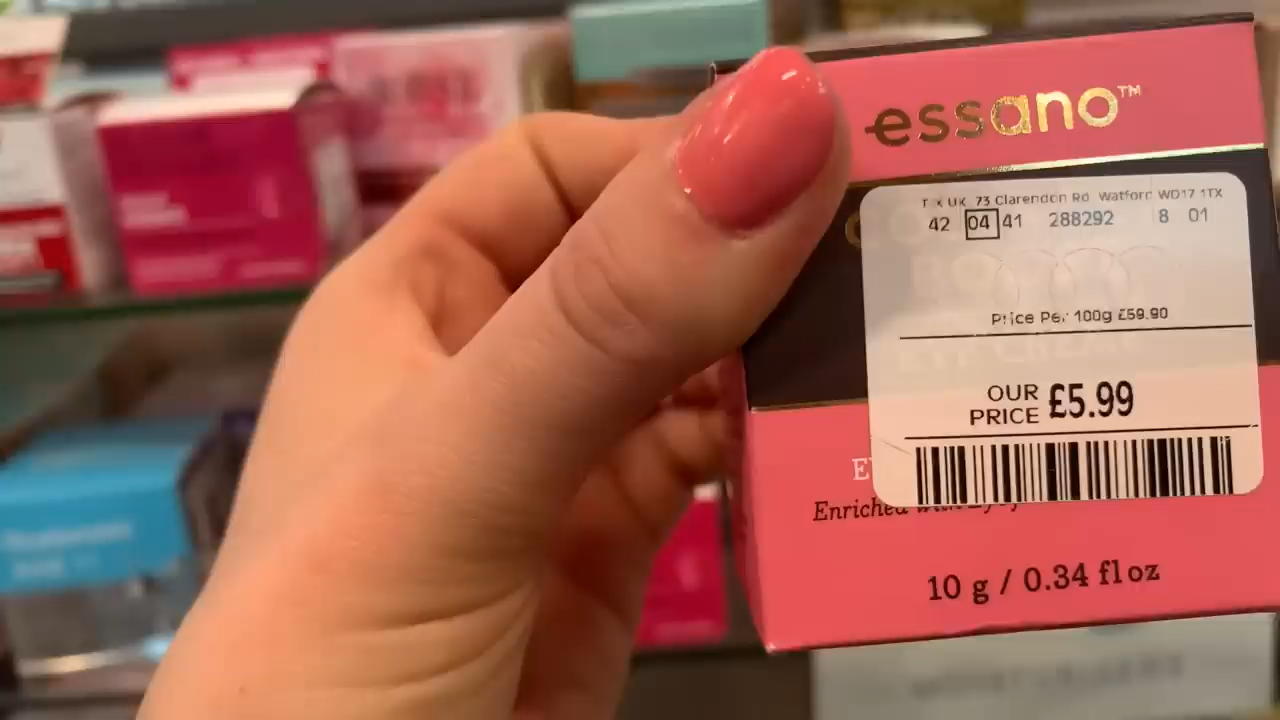 essano™
T K UK 73 Clarendon Rd Watford WD17 1TX
42 04 41 288292 8 01
Price Per 100g £59.90
OUR
PRICE £5.99
Enriched with
10 g / 0.34 fl oz